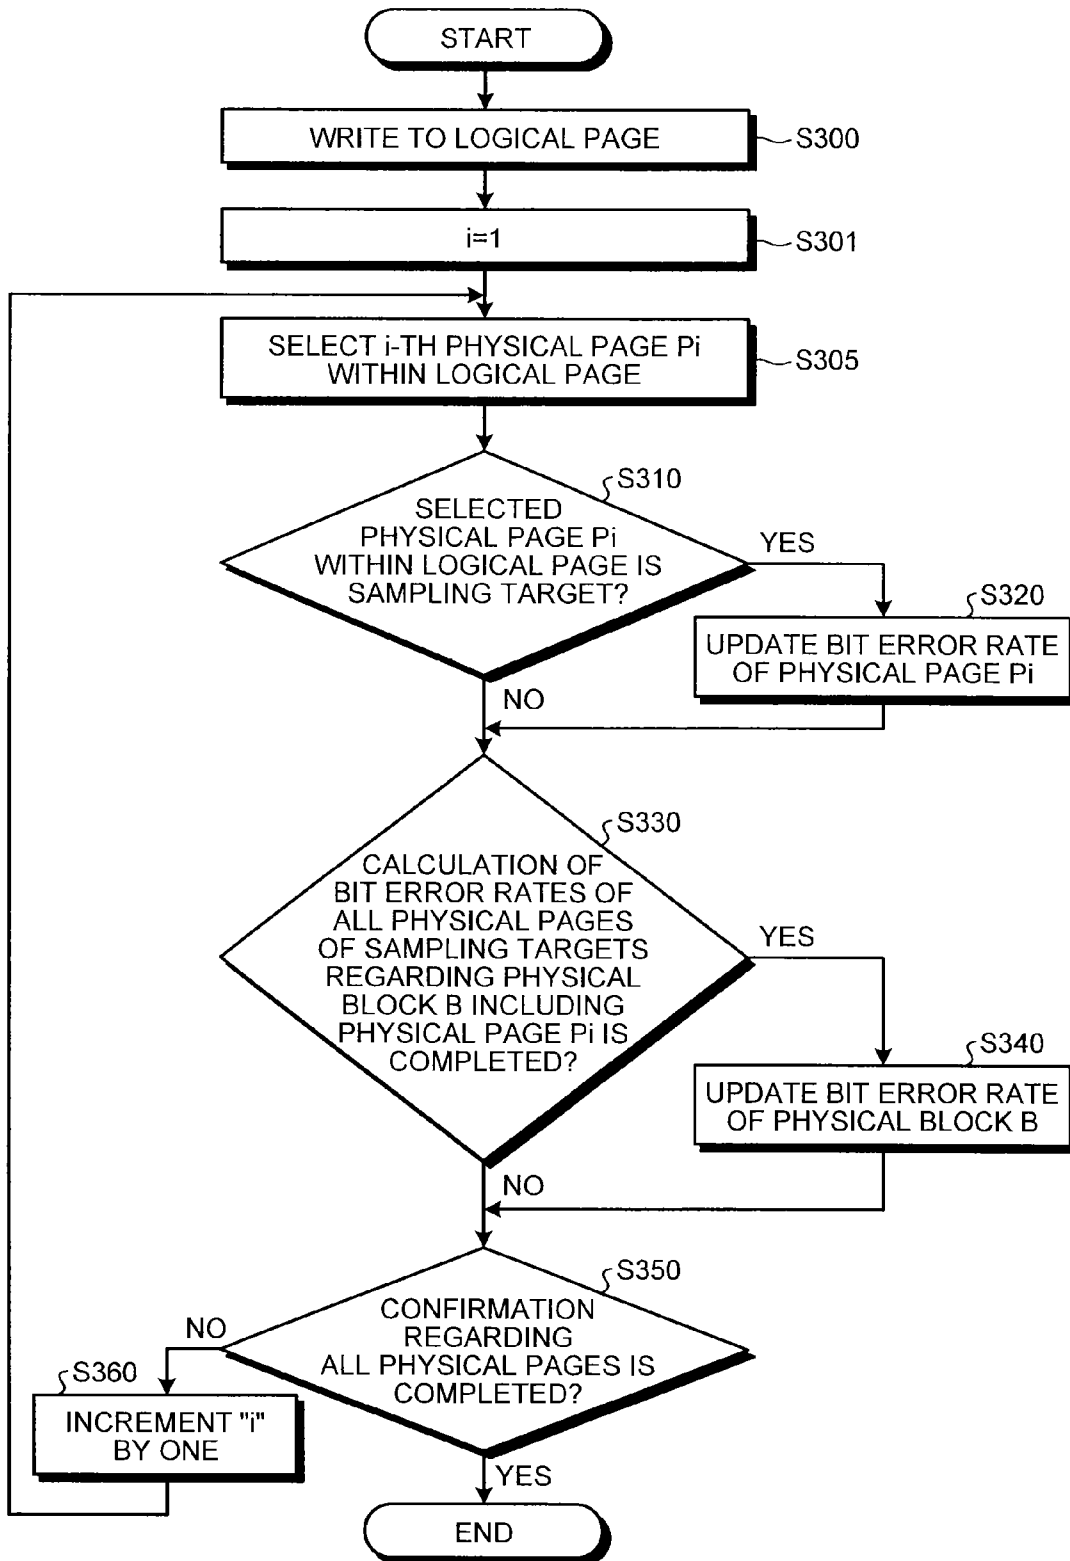 START
WRITE TO LOGICAL PAGE
S300
i=1
S301
SELECT i-TH PHYSICAL PAGE Pi
WITHIN LOGICAL PAGE
S305
S310
SELECTED
PHYSICAL PAGE Pi
WITHIN LOGICAL PAGE IS
SAMPLING TARGET?
YES
S320
UPDATE BIT ERROR RATE
OF PHYSICAL PAGE Pi
NO
S330
CALCULATION OF
BIT ERROR RATES OF
ALL PHYSICAL PAGES
OF SAMPLING TARGETS
REGARDING PHYSICAL
BLOCK B INCLUDING
PHYSICAL PAGE Pi IS
COMPLETED?
YES
S340
UPDATE BIT ERROR RATE
OF PHYSICAL BLOCK B
NO
S350
CONFIRMATION
REGARDING
ALL PHYSICAL PAGES IS
COMPLETED?
NO
S360
INCREMENT "i"
BY ONE
YES
END